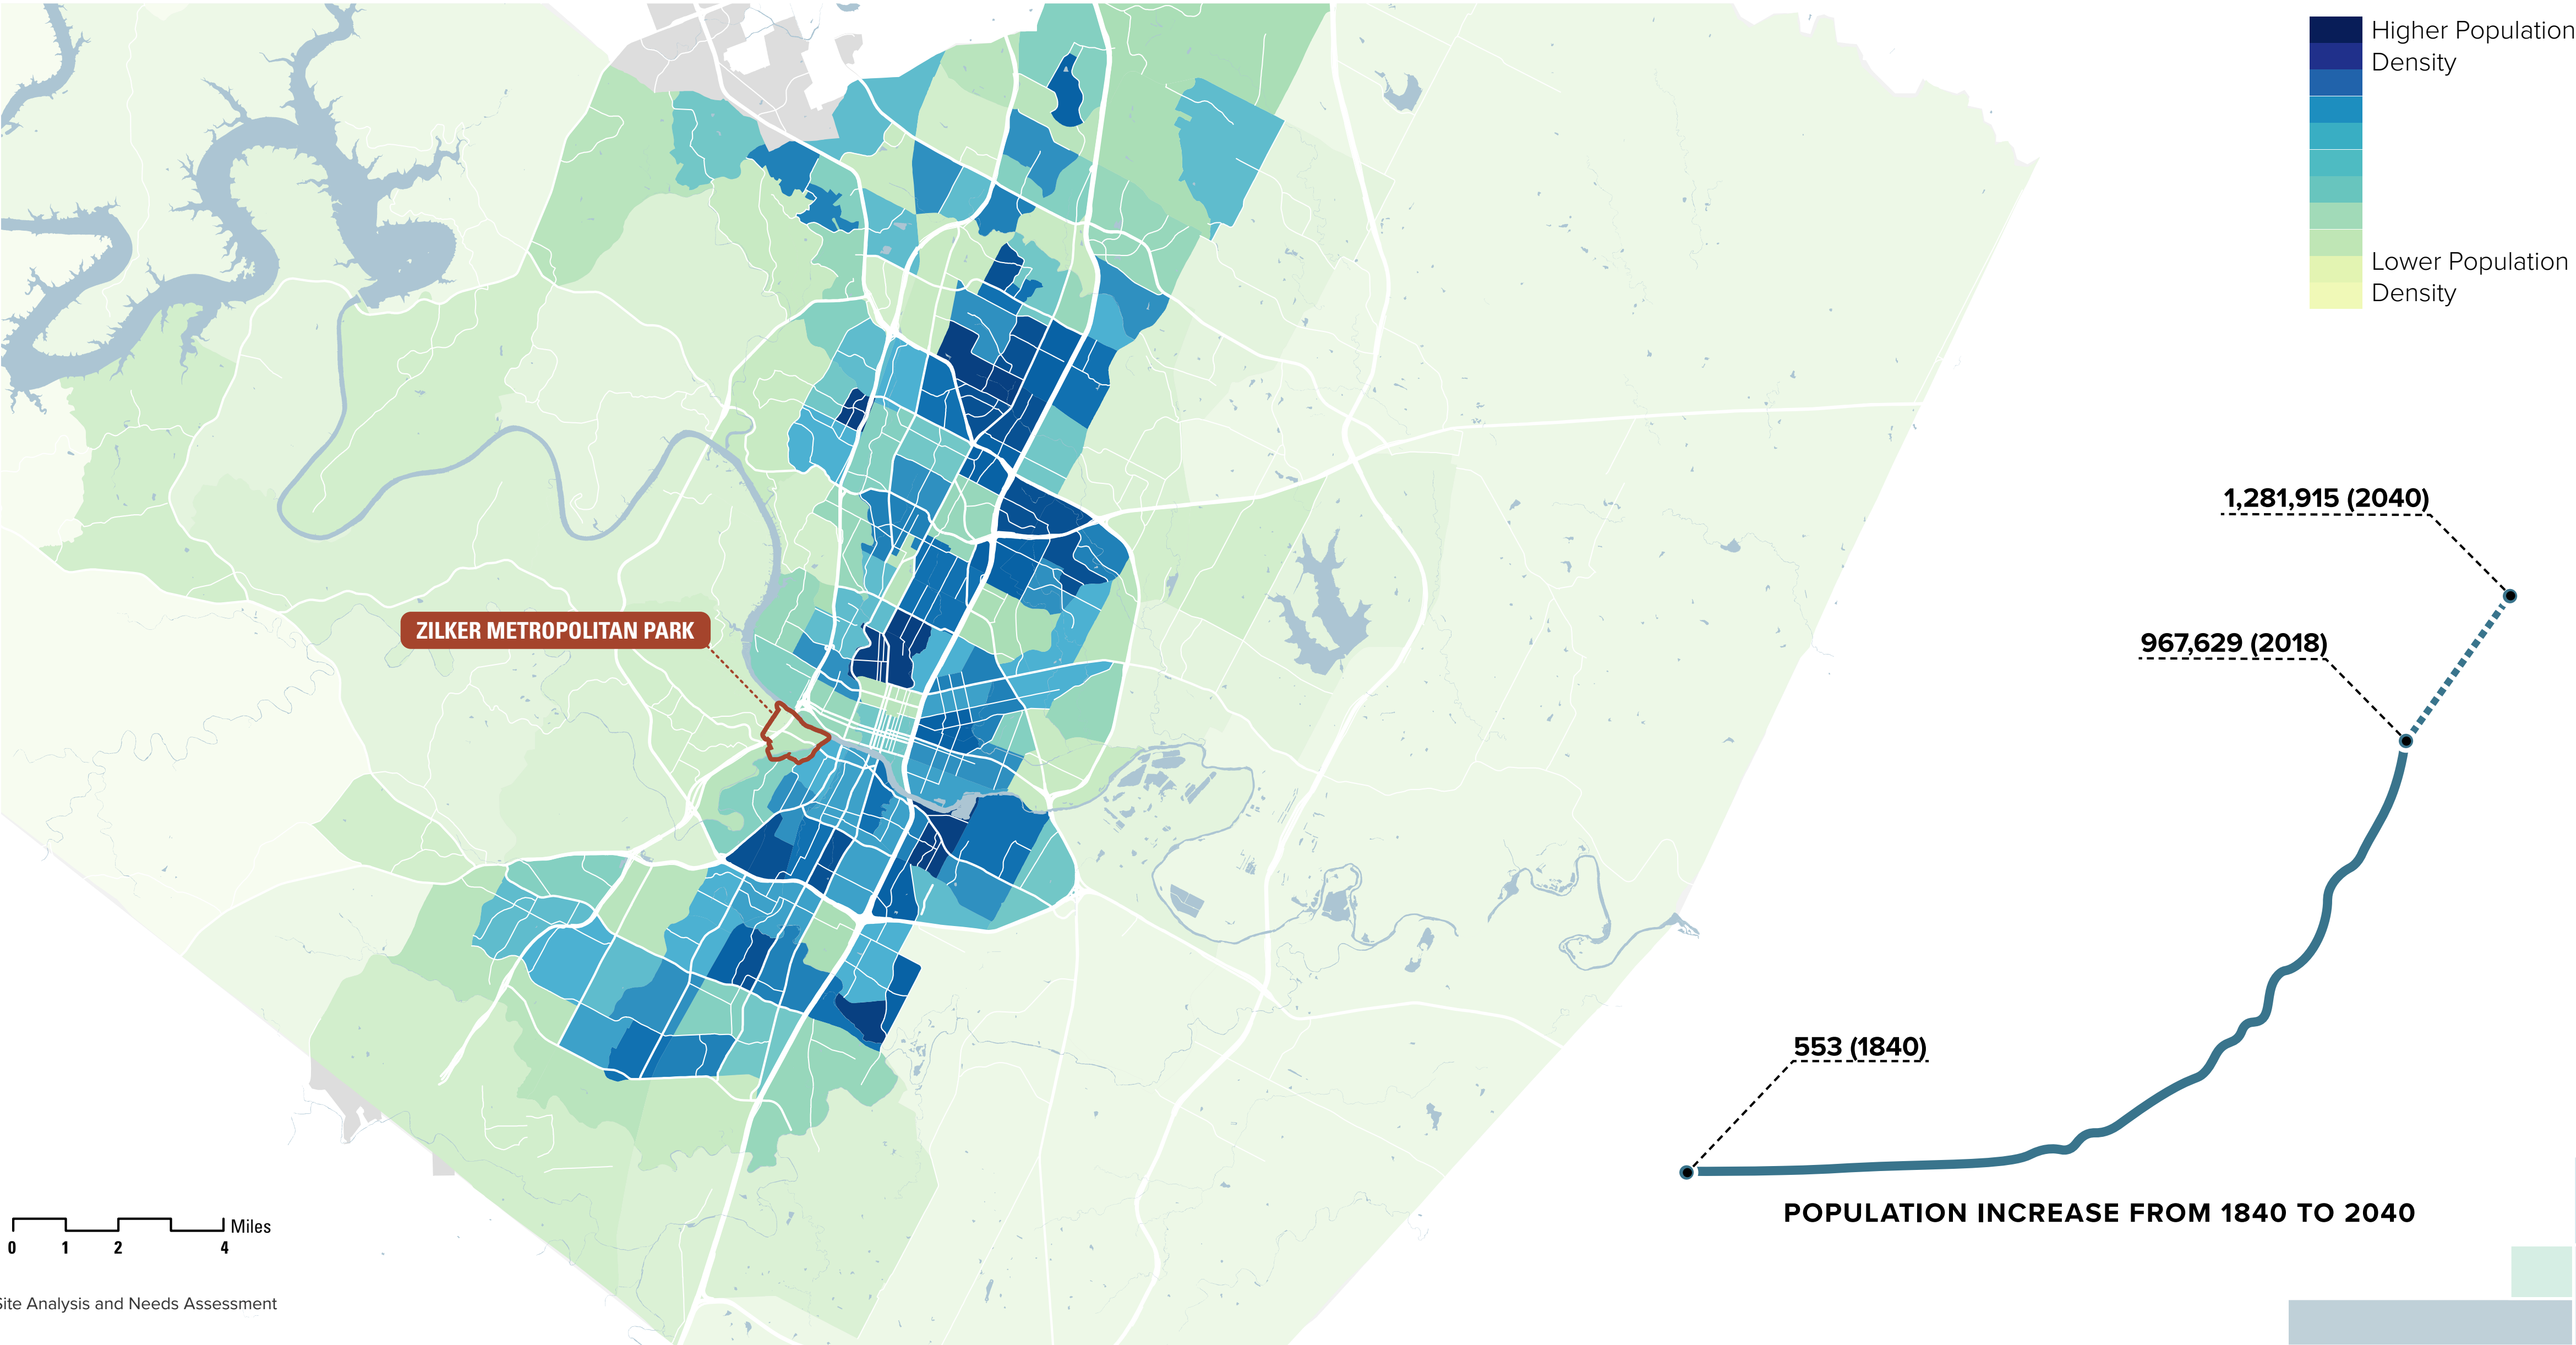 Higher Population
Density
Lower Population
Density
1,281,915 (2040)
967,629 (2018)
ZILKER METROPOLITAN PARK
553 (1840)
POPULATION INCREASE FROM 1840 TO 2040
Miles
0 1 2 4
Site Analysis and Needs Assessment